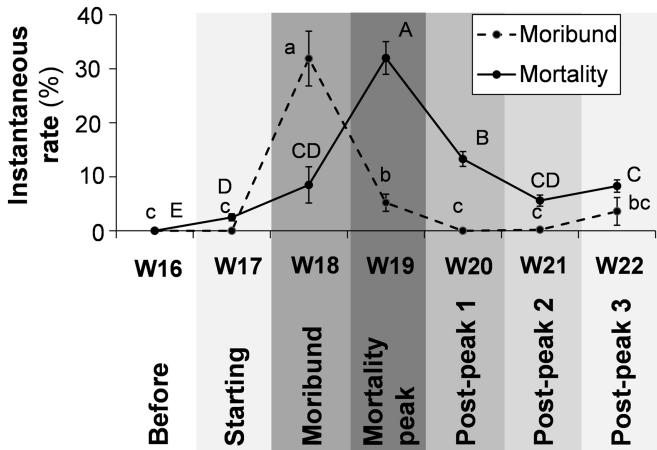 Instantaneous
rate (%)
40
30
20
10
0
Moribund
Mortality
c E
D
c
a
CD
A
b
B
c
CD
c
C
bc
W16 W17 W18 W19 W20 W21 W22
Before
Starting
Moribund
Mortality
peak
Post-peak 1
Post-peak 2
Post-peak 3